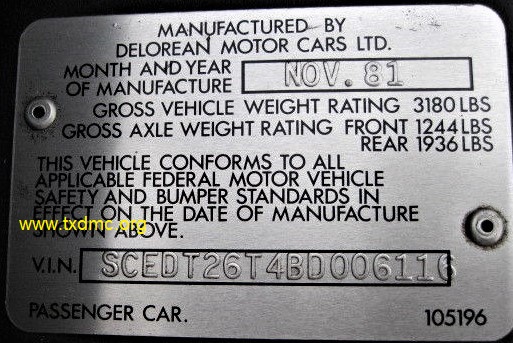 MANUFACTURED BY
DELOREAN MOTOR CARS LTD.
MONTH AND YEAR
OF MANUFACTURE NOV. 81
GROSS VEHICLE WEIGHT RATING 3180 LBS
GROSS AXLE WEIGHT RATING FRONT 1244 LBS
REAR 1936 LBS
THIS VEHICLE CONFORMS TO ALL
APPLICABLE FEDERAL MOTOR VEHICLE
SAFETY AND BUMPER STANDARDS IN
EFFECT ON THE DATE OF MANUFACTURE
www.txdmc.org
SHOWN ABOVE.
V.I.N. SCEDT26T4BD006116
PASSENGER CAR. 105196